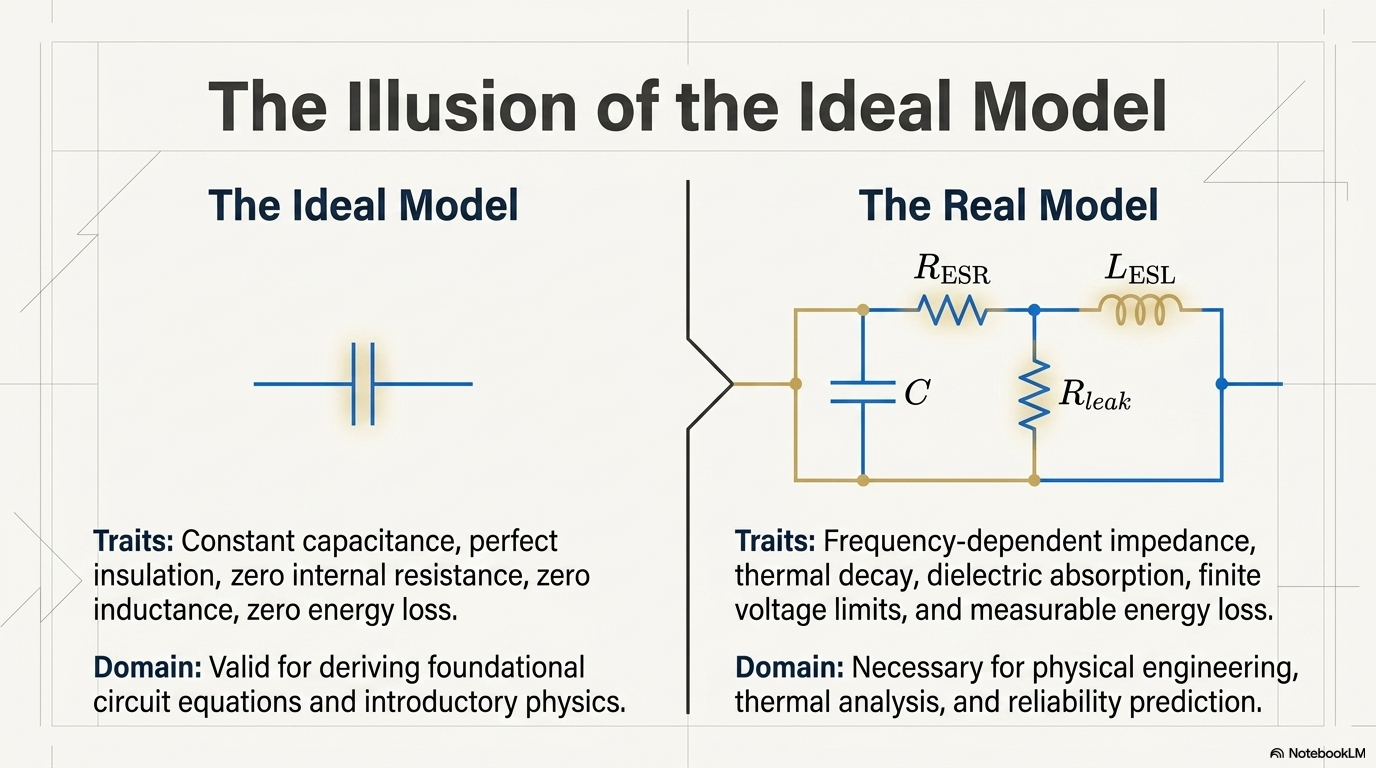 The Illusion of the Ideal Model
The Ideal Model
Traits: Constant capacitance, perfect
insulation, zero internal resistance, zero
inductance, zero energy loss.
Domain: Valid for deriving foundational
circuit equations and introductory physics.
The Real Model
R_ESR
L_ESL
C
R_leak
Traits: Frequency-dependent impedance,
thermal decay, dielectric absorption, finite
voltage limits, and measurable energy loss.
Domain: Necessary for physical engineering,
thermal analysis, and reliability prediction.
NotebookLM